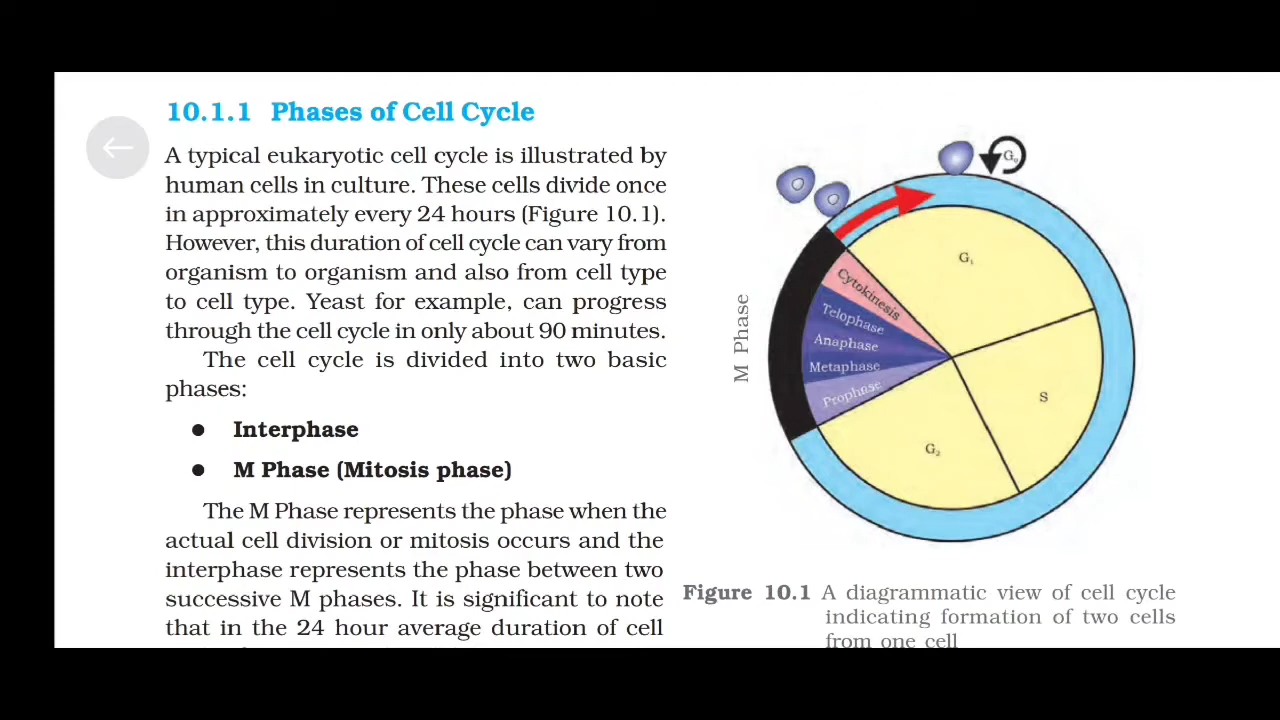 10.1.1 Phases of Cell Cycle
A typical eukaryotic cell cycle is illustrated by
human cells in culture. These cells divide once
in approximately every 24 hours (Figure 10.1).
However, this duration of cell cycle can vary from
organism to organism and also from cell type
to cell type. Yeast for example, can progress
through the cell cycle in only about 90 minutes.
The cell cycle is divided into two basic
phases:
● Interphase
● M Phase (Mitosis phase)
The M Phase represents the phase when the
actual cell division or mitosis occurs and the
interphase represents the phase between two
successive M phases. It is significant to note
that in the 24 hour average duration of cell
G₀
G₁
Cytokinesis
Telophase
Anaphase
Metaphase
Prophase
M Phase
S
G₂
Figure 10.1 A diagrammatic view of cell cycle
indicating formation of two cells
from one cell